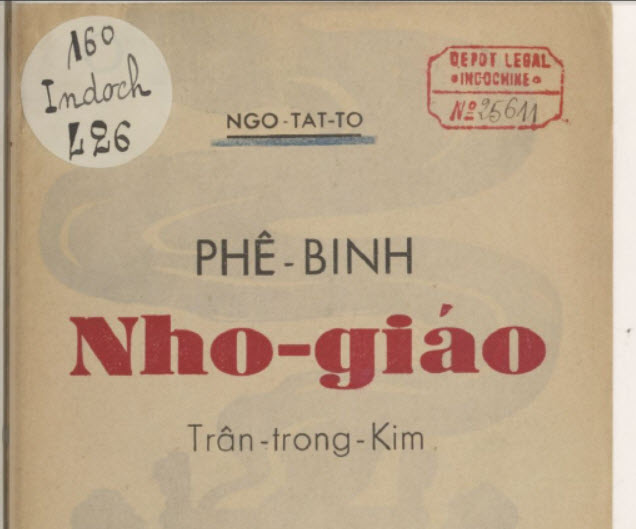 160
Indoch
426
DEPOT LEGAL
INDOCHINE
Nº 25611
NGO-TAT-TO
PHÊ-BINH
Nho-giáo
Trân-trong-Kim